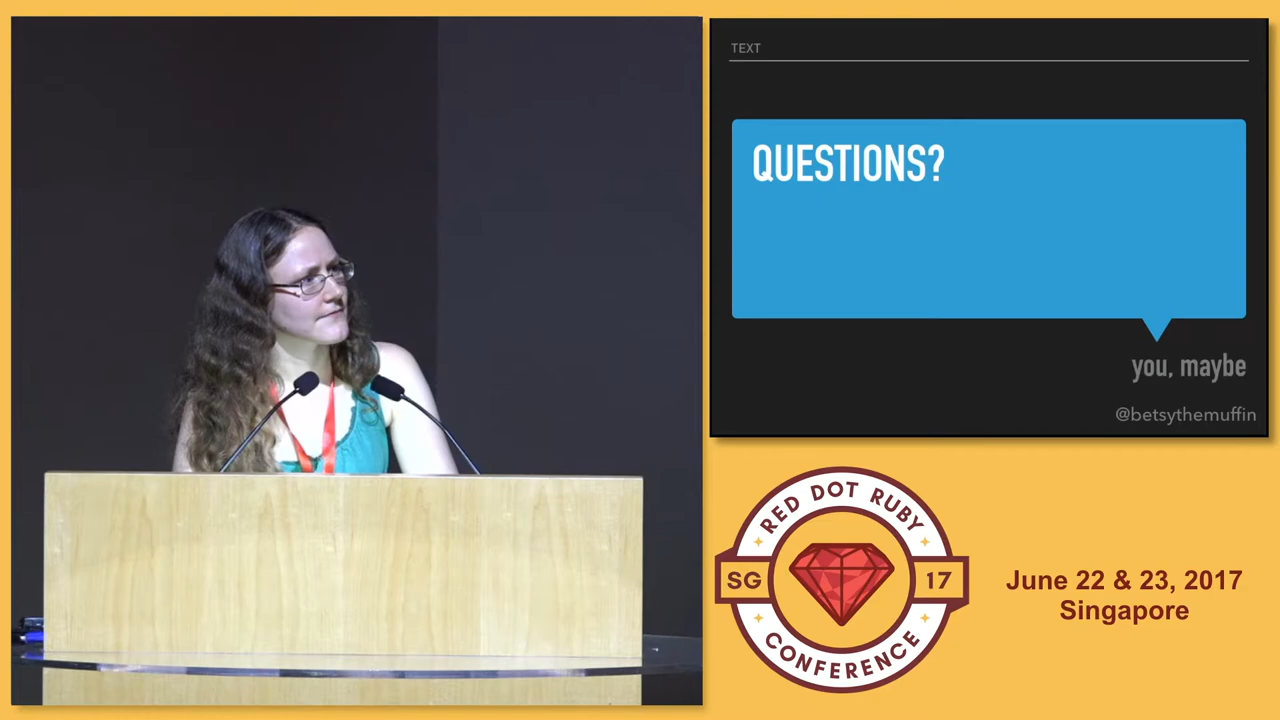 TEXT
QUESTIONS?
you, maybe
@betsythemuffin
RED DOT RUBY
SG 17
CONFERENCE
June 22 & 23, 2017
Singapore